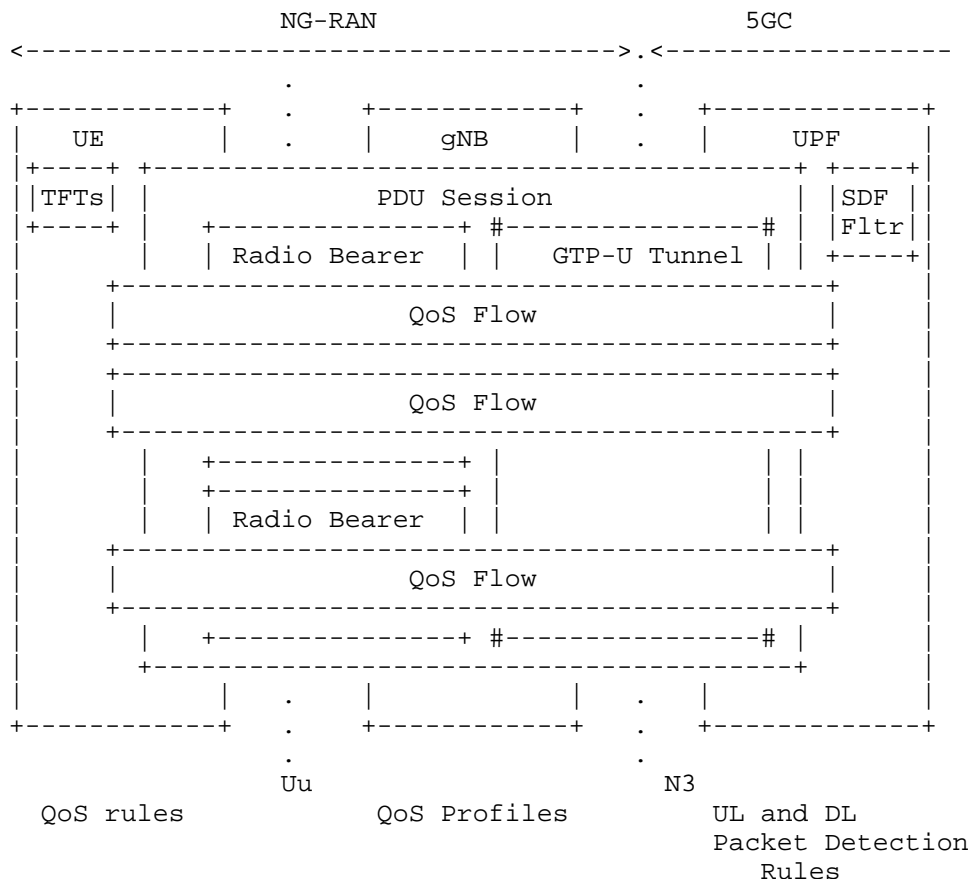 NG-RAN 5GC
UE gNB UPF
TFTs PDU Session SDF
Fltr
Radio Bearer GTP-U Tunnel
QoS Flow
QoS Flow
Radio Bearer
QoS Flow
Uu N3
QoS rules QoS Profiles UL and DL
Packet Detection
Rules